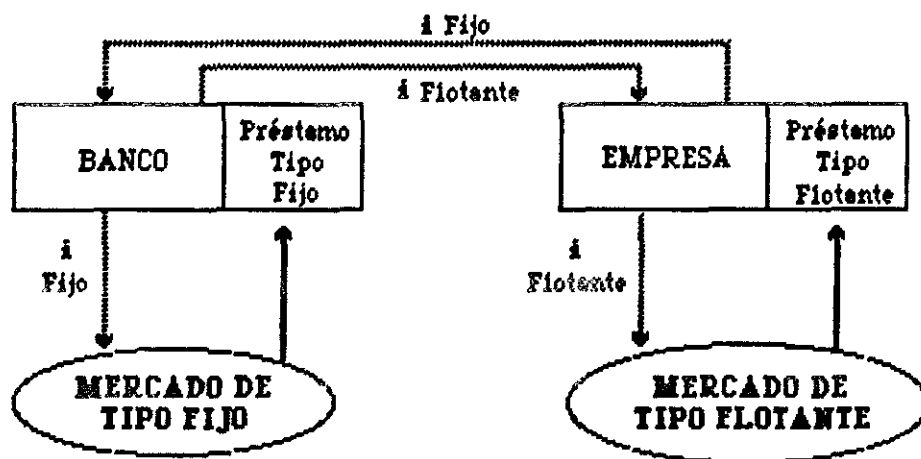 i Fijo
i Flotante
BANCO
Préstamo
Tipo
Fijo
EMPRESA
Préstamo
Tipo
Flotante
i
Fijo
i
Flotante
MERCADO DE
TIPO FIJO
MERCADO DE
TIPO FLOTANTE